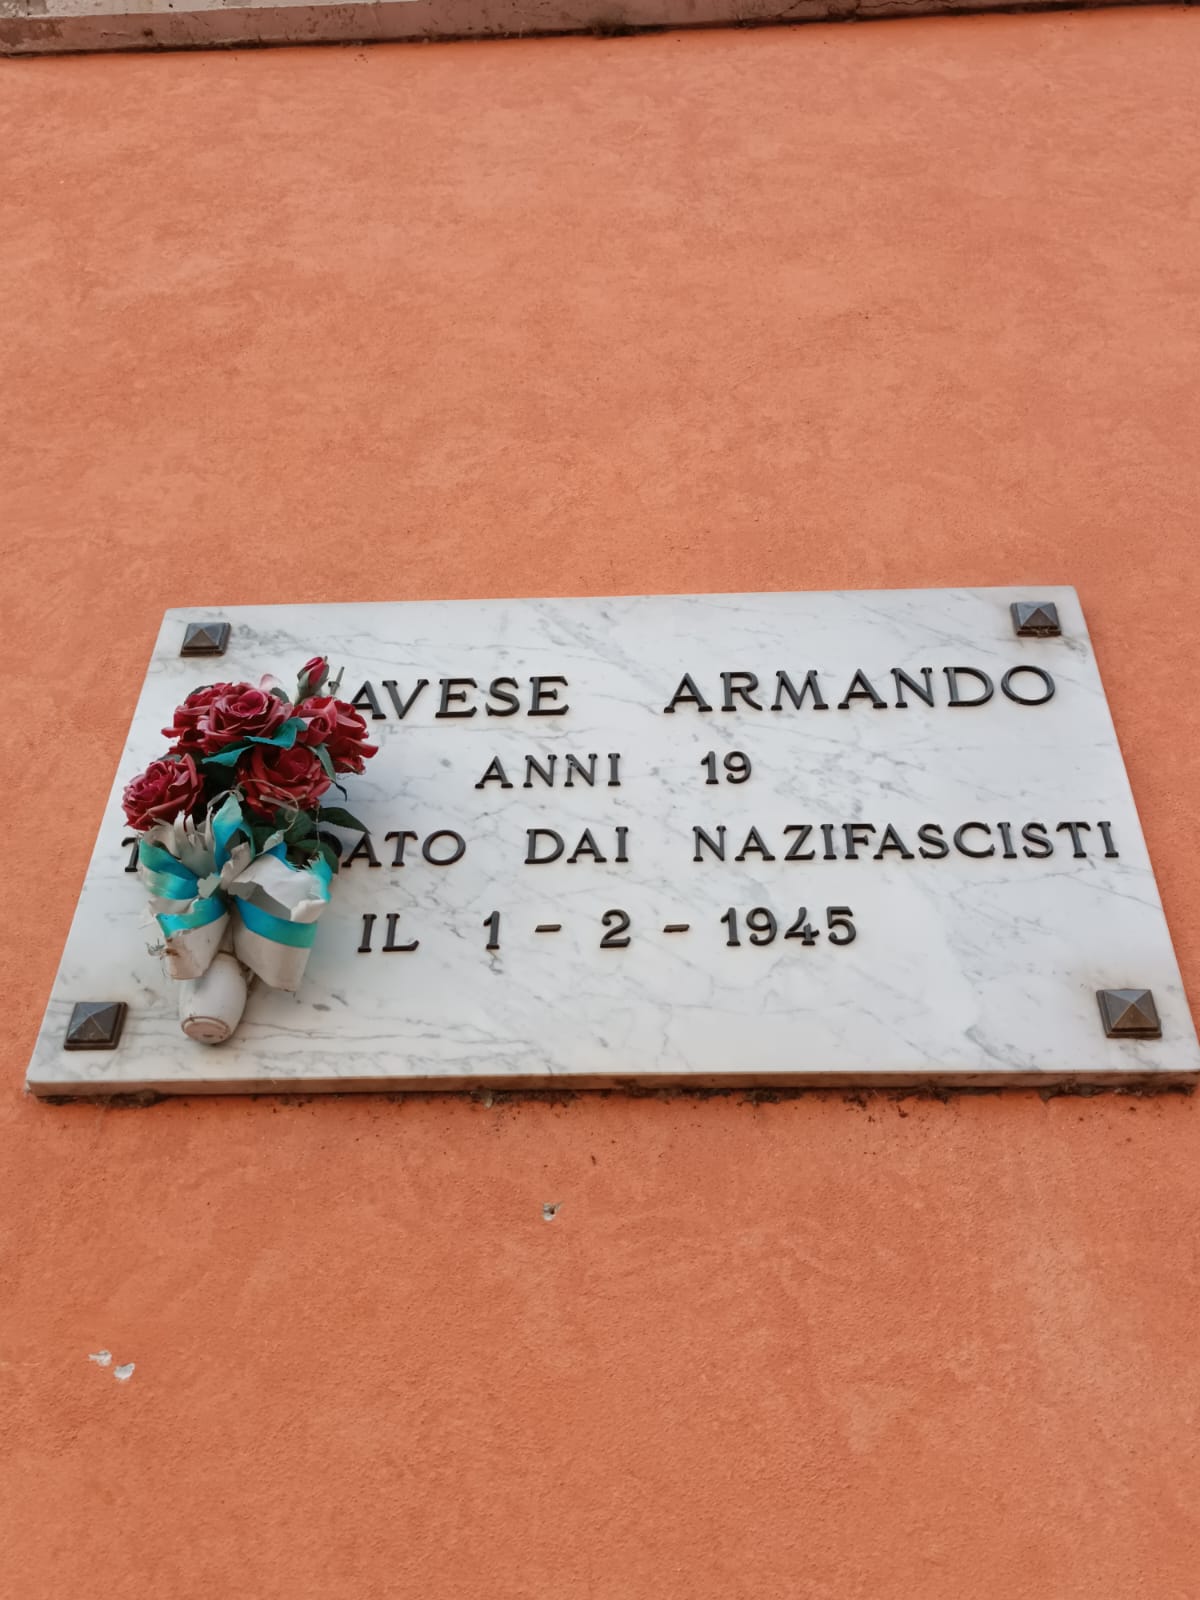 ARMANDO
ANNI 19
DAI NAZIFASCISTI
IL 1 - 2 - 1945